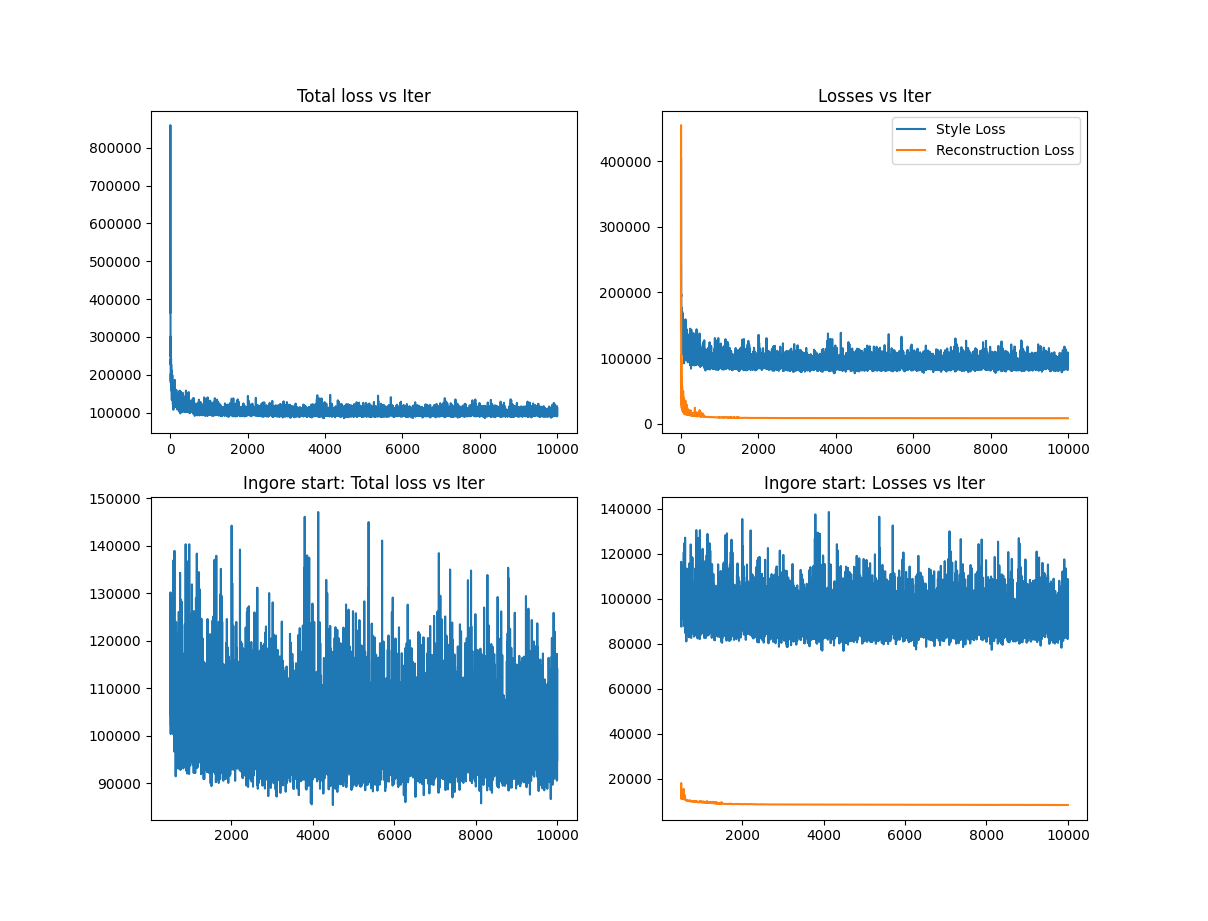 Total loss vs Iter
800000
700000
600000
500000
400000
300000
200000
100000
0 2000 4000 6000 8000 10000
Losses vs Iter
Style Loss
Reconstruction Loss
400000
300000
200000
100000
0
0 2000 4000 6000 8000 10000
Ingore start: Total loss vs Iter
150000
140000
130000
120000
110000
100000
90000
2000 4000 6000 8000 10000
Ingore start: Losses vs Iter
140000
120000
100000
80000
60000
40000
20000
2000 4000 6000 8000 10000